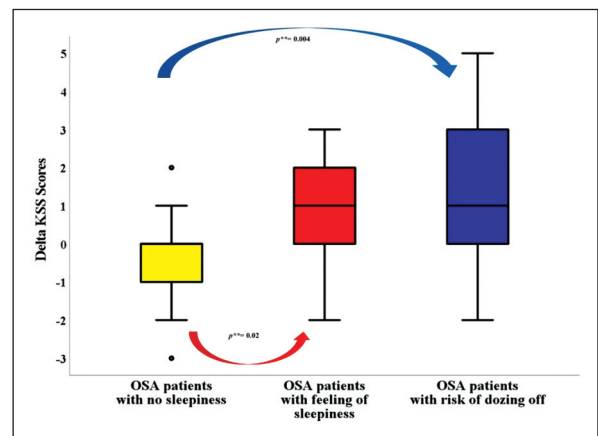 p**= 0.004
5
4
3
2
1
0
-1
-2
-3
Delta KSS Scores
p**= 0.02
OSA patients
with no sleepiness
OSA patients
with feeling of
sleepiness
OSA patients
with risk of dozing off